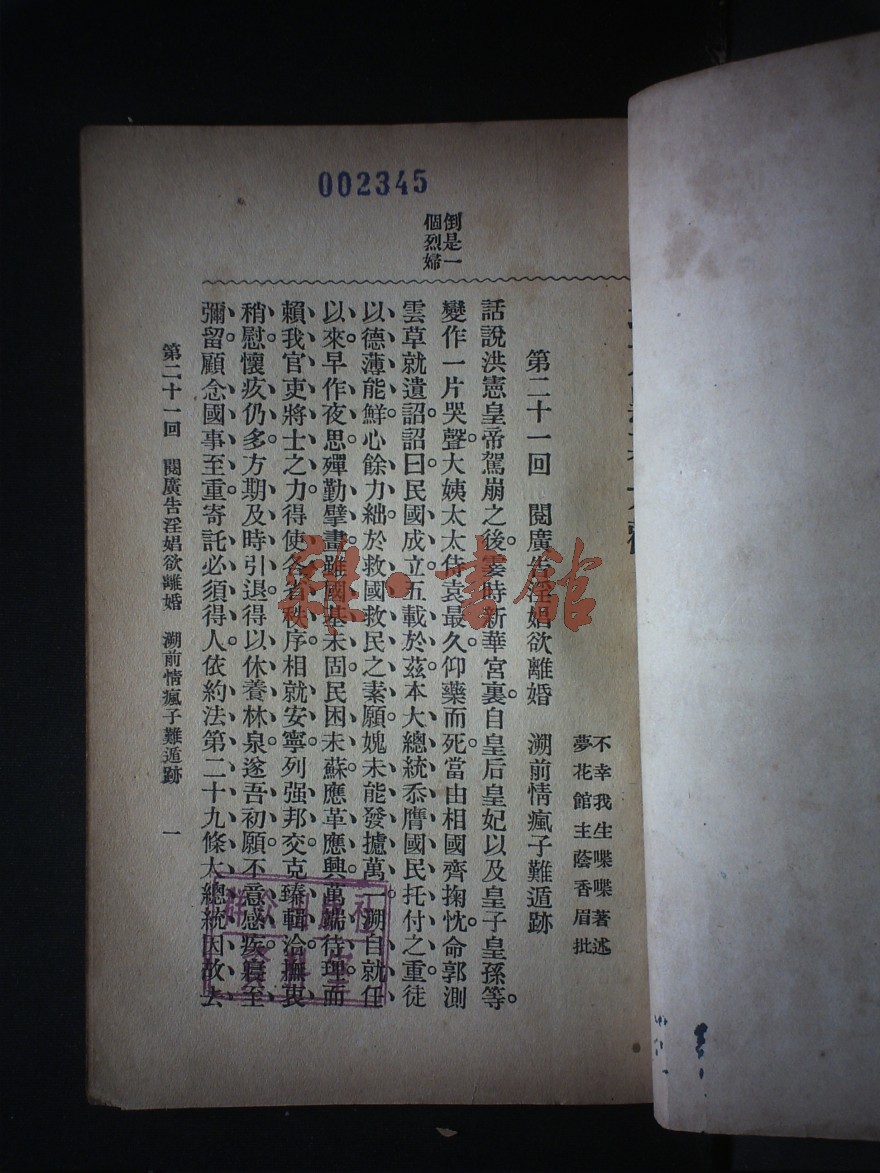 002345
倒是一
個烈婦
不幸我生喋喋著述
夢花館主蔭香眉批
第二十一回　閱廣告淫娼欲離婚　溯前情瘋子難遁跡
話說洪憲皇帝駕崩之後。霎時新華宮裏。自皇后皇妃以及皇子皇孫等。
變作一片哭聲。大姨太太侍袁最久。仰藥而死。當由相國齊掬忱。命郭測
雲草就遺詔。詔曰。民國成立。五載於茲。本大總統忝膺國民托付之重。徒
以德薄能鮮。心餘力絀。於救國救民之素願。媿未能發攄萬一。溯自就任
以來。早作夜思。殫勤擘畫。雖國基未固。民困未蘇。應革應興。萬端待理。而
賴我官吏將士之力。得使各省秩序。相就安寧。列强邦交。克臻輯洽。撫衷
稍慰。懷疚仍多。方期及時引退。得以休養林泉。遂吾初願。不意感疾。寖至
彌留。顧念國事至重。寄託必須得人。依約法第二十九條。大總統因故去
第二十一回　閱廣告淫娼欲離婚　溯前情瘋子難遁跡　一
雜·書館